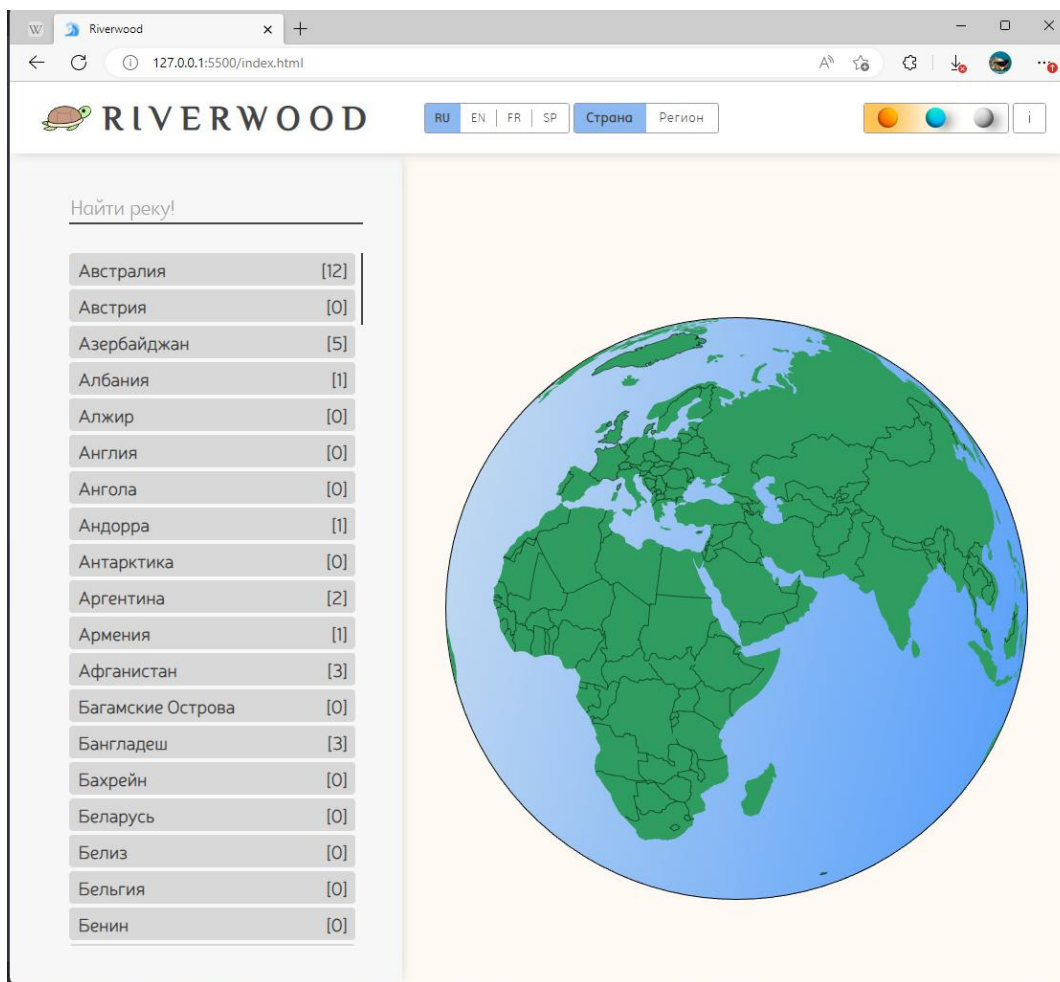 W Riverwood
127.0.0.1:5500/index.html
RIVERWOOD RU EN FR SP Страна Регион i
Найти реку!
Австралия [12]
Австрия [0]
Азербайджан [5]
Албания [1]
Алжир [0]
Англия [0]
Ангола [0]
Андорра [1]
Антарктика [0]
Аргентина [2]
Армения [1]
Афганистан [3]
Багамские Острова [0]
Бангладеш [3]
Бахрейн [0]
Беларусь [0]
Белиз [0]
Бельгия [0]
Бенин [0]